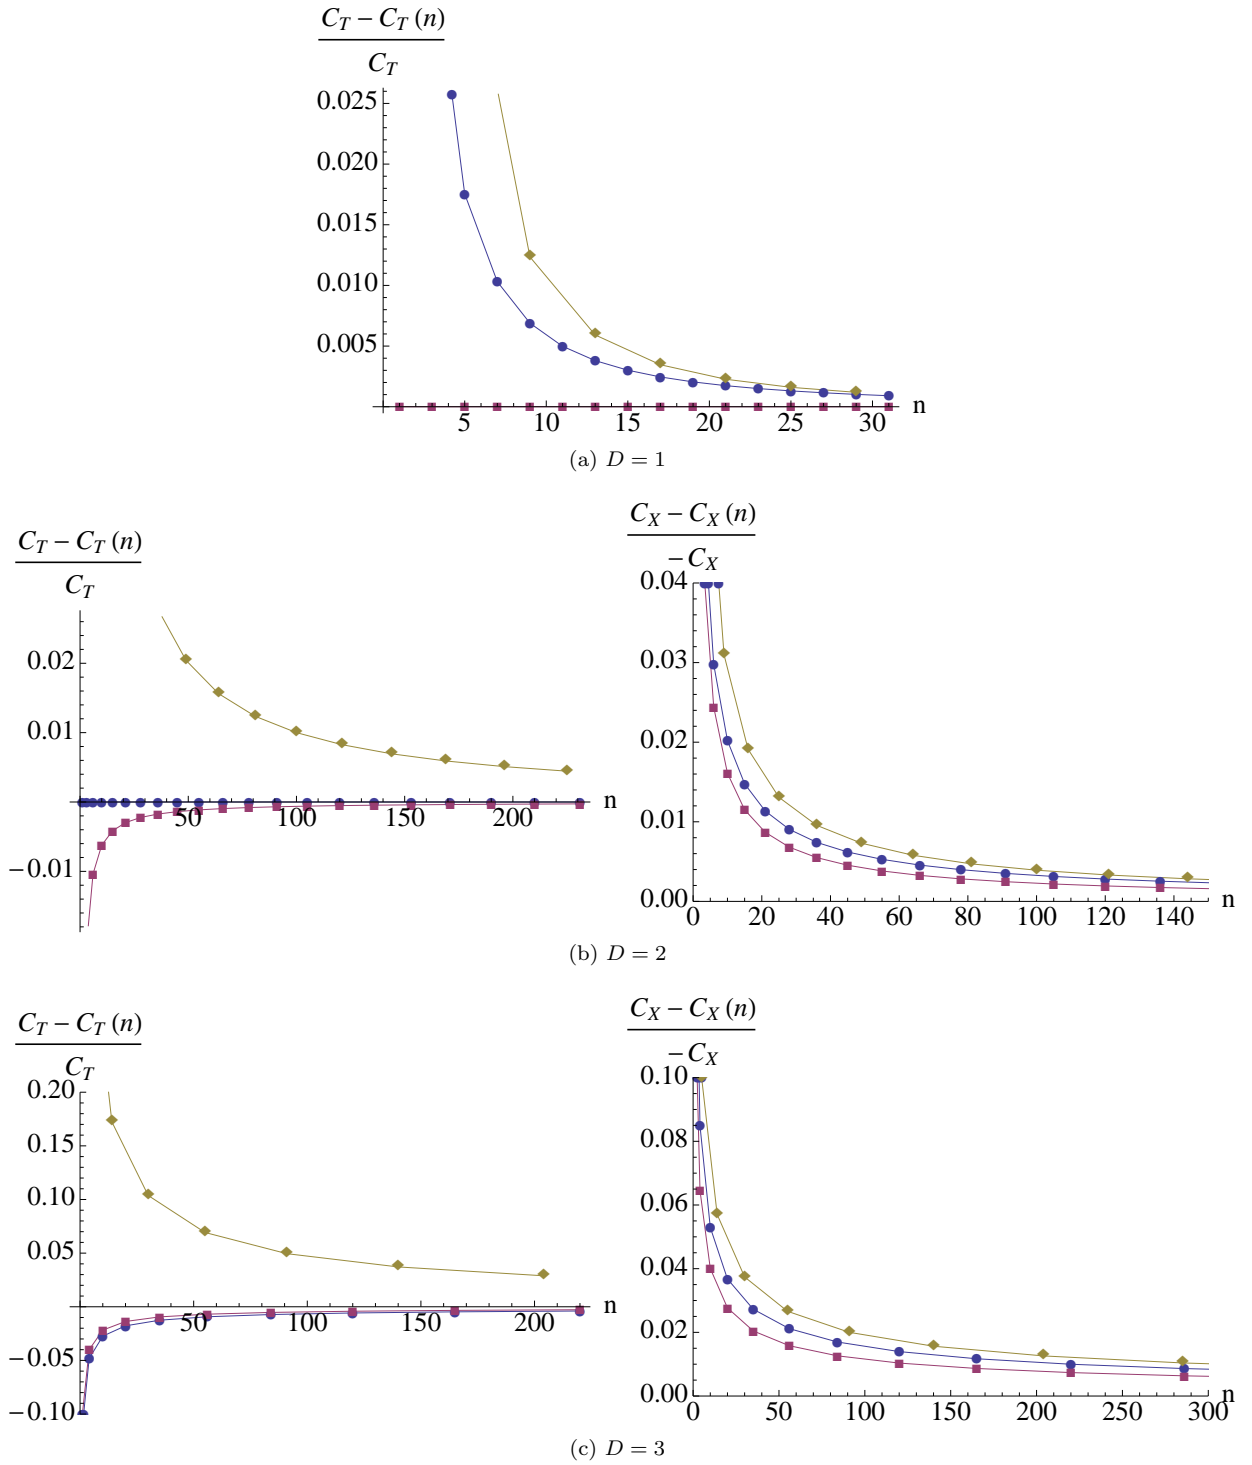 C_T − C_T (n)
C_T
0.025
0.020
0.015
0.010
0.005
5 10 15 20 25 30 n
(a) D = 1
C_T − C_T (n)
C_T
0.02
0.01
50 100 150 200 n
−0.01
C_X − C_X (n)
− C_X
0.04
0.03
0.02
0.01
0.00
0 20 40 60 80 100 120 140 n
(b) D = 2
C_T − C_T (n)
C_T
0.20
0.15
0.10
0.05
50 100 150 200 n
−0.05
−0.10
C_X − C_X (n)
− C_X
0.10
0.08
0.06
0.04
0.02
0.00
0 50 100 150 200 250 300 n
(c) D = 3